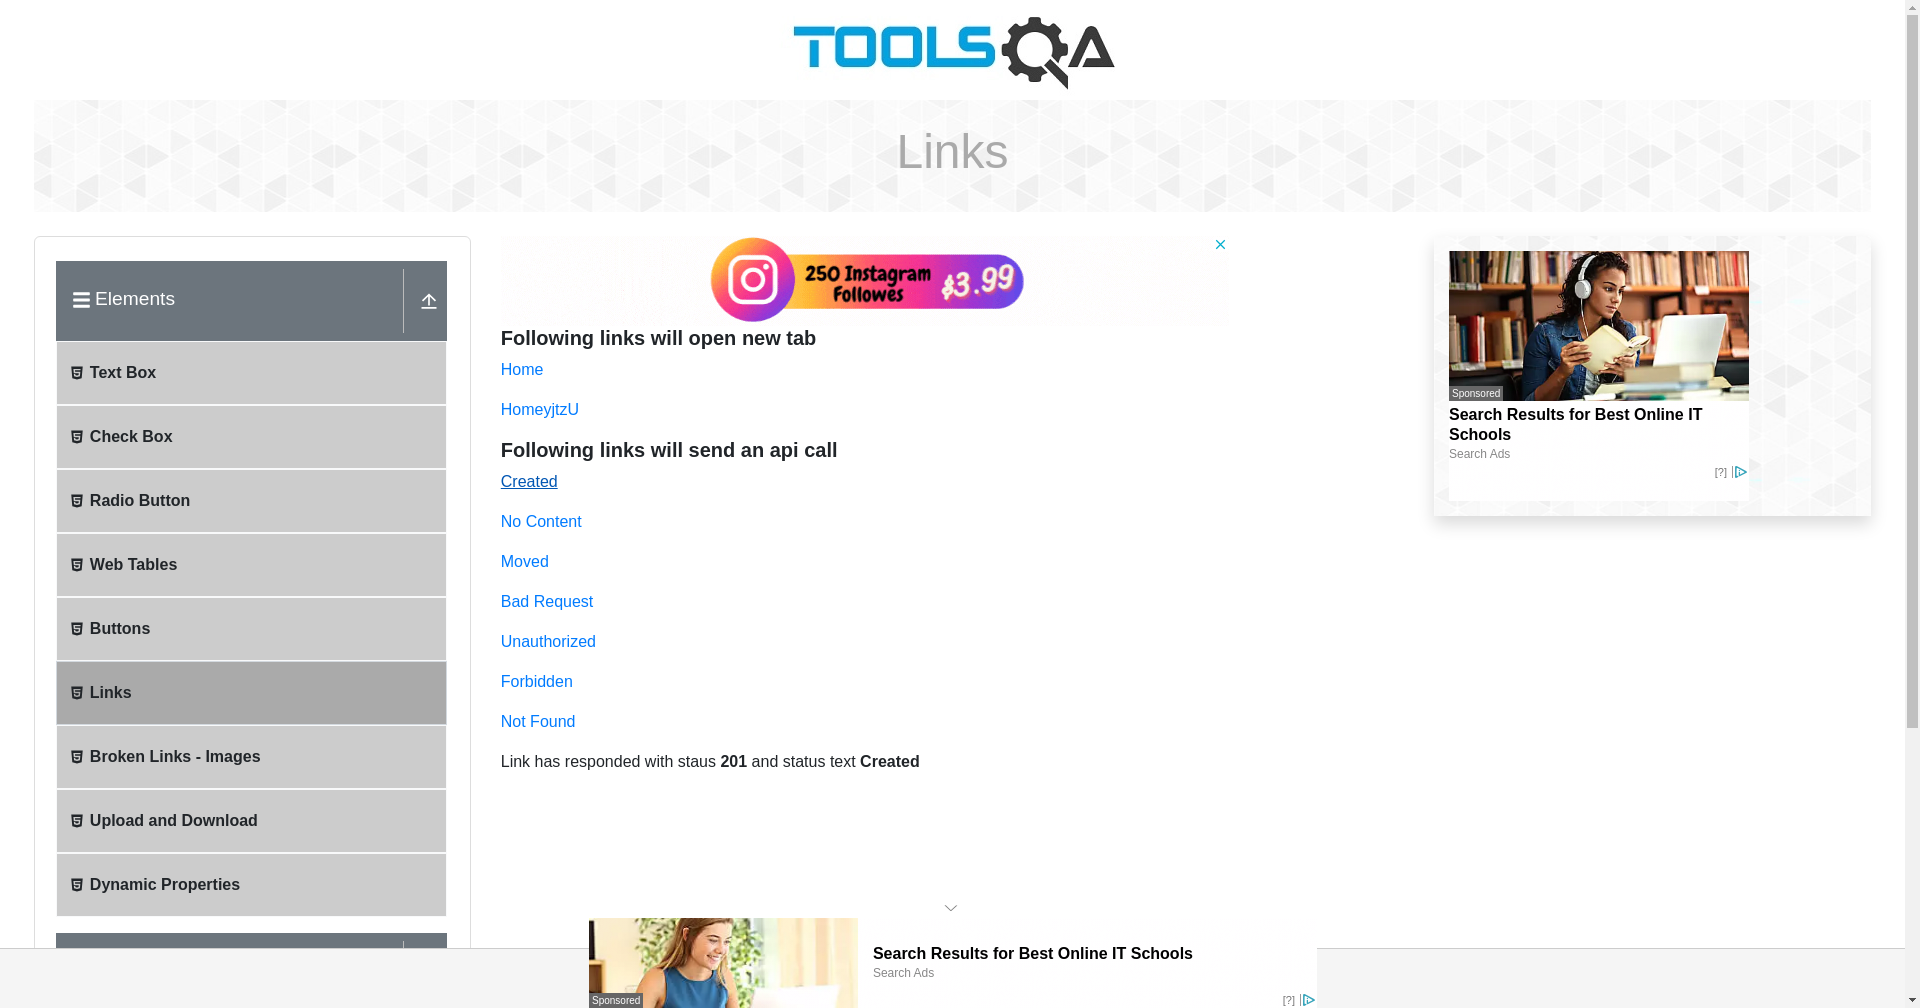 TOOLSQA
Links
Elements
Text Box
Check Box
Radio Button
Web Tables
Buttons
Links
Broken Links - Images
Upload and Download
Dynamic Properties
250 Instagram
Followes
$3.99
Following links will open new tab
Home
HomeyjtzU
Following links will send an api call
Created
No Content
Moved
Bad Request
Unauthorized
Forbidden
Not Found
Link has responded with staus 201 and status text Created
Sponsored
Search Results for Best Online IT
Schools
Search Ads
[?]
Search Results for Best Online IT Schools
Search Ads
Sponsored
[?]